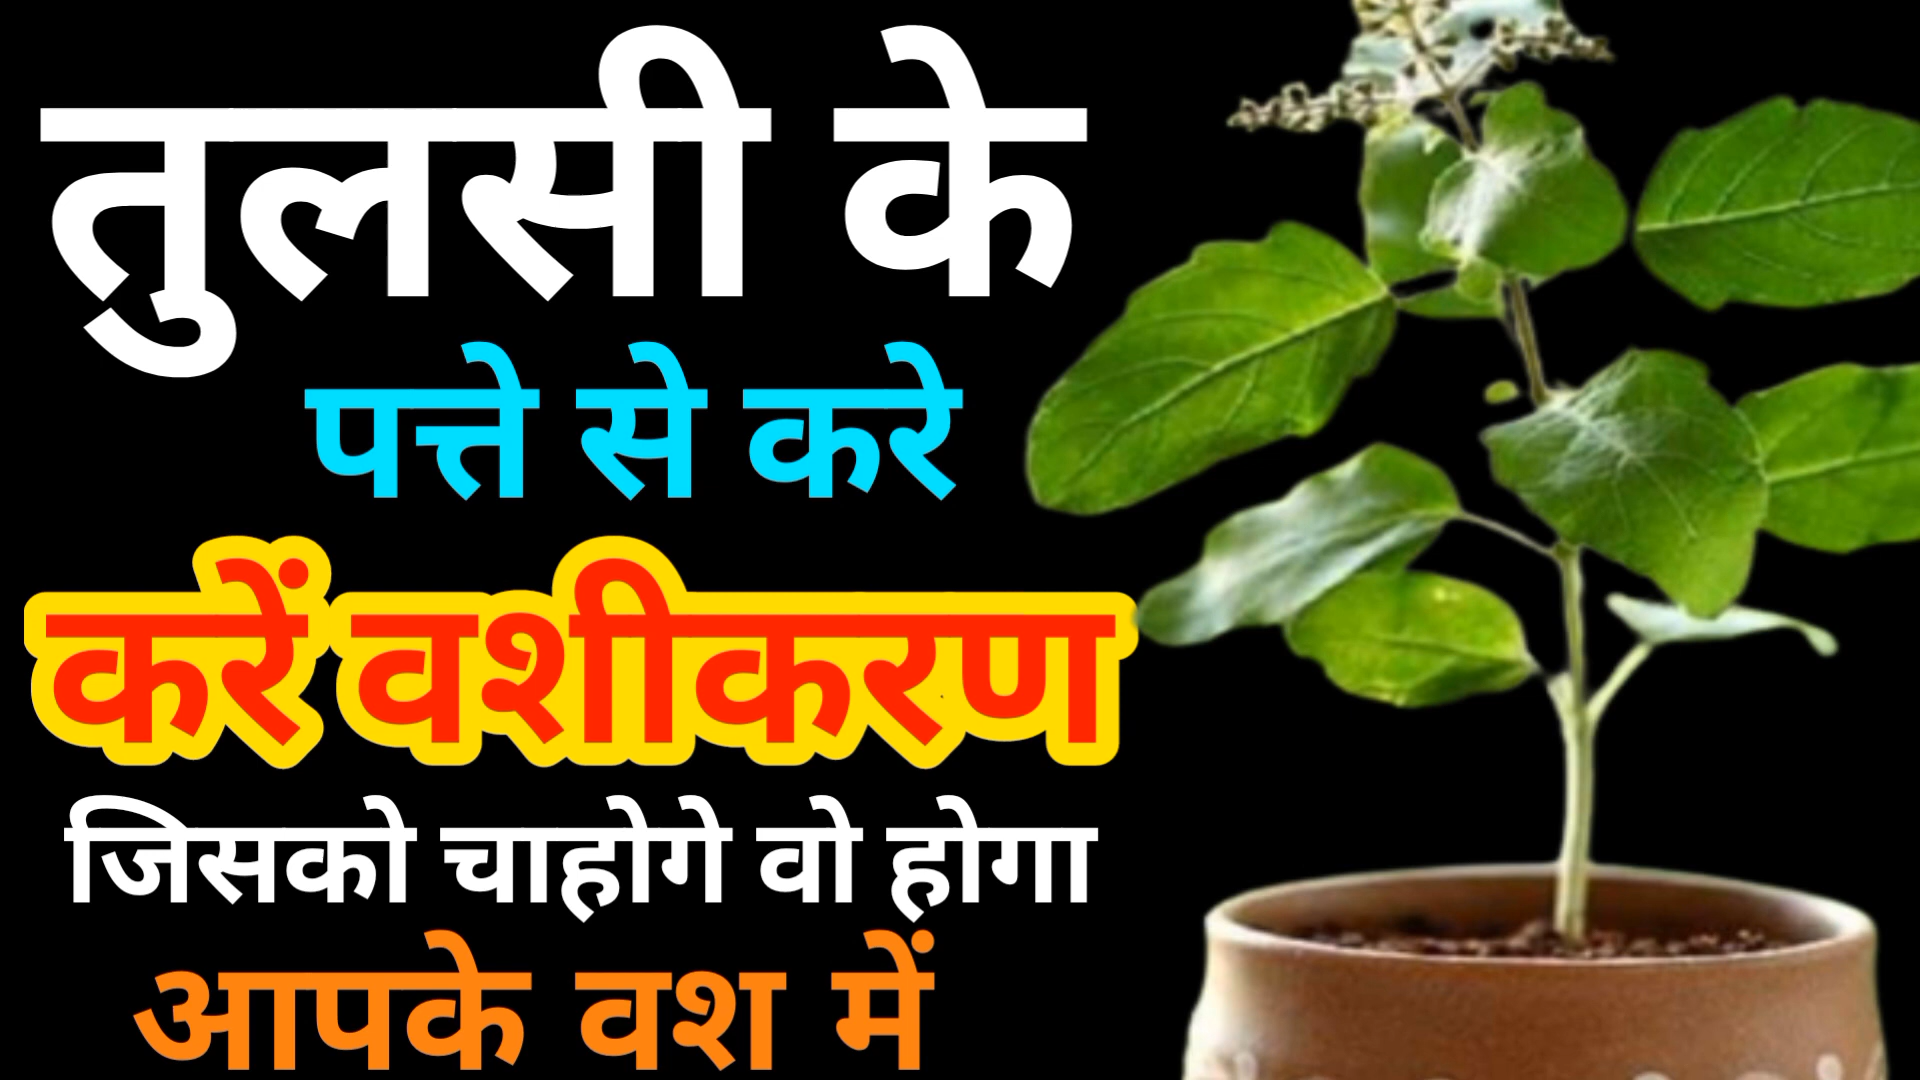 तुलसी के
पत्ते से करे
करें वशीकरण
जिसको चाहोगे वो होगा
आपके वश में